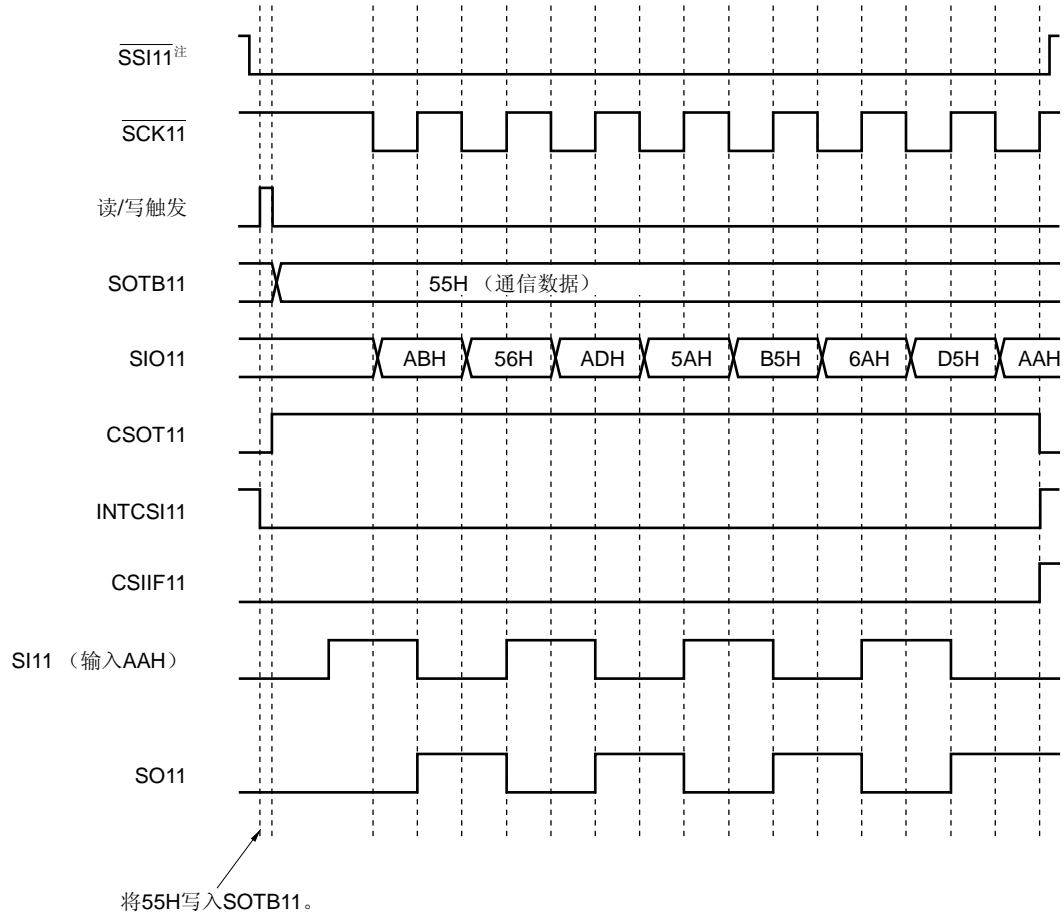 SSI11注
SCK11
读/写触发
SOTB11
55H （通信数据）
SIO11
ABH 56H ADH 5AH B5H 6AH D5H AAH
CSOT11
INTCSI11
CSIIF11
SI11 （输入AAH）
SO11
将55H写入SOTB11。